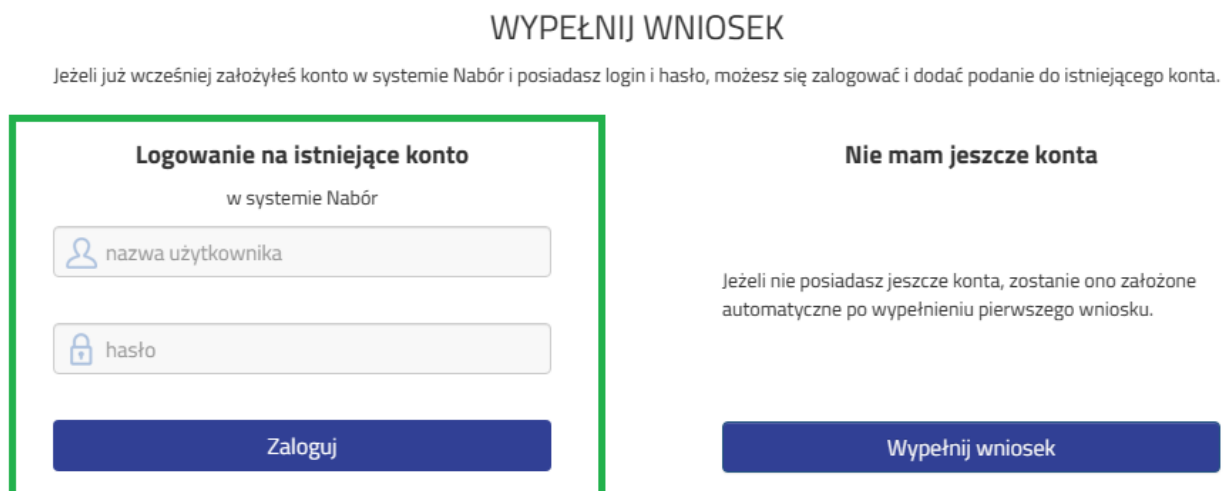 WYPEŁNIJ WNIOSEK
Jeżeli już wcześniej założyłeś konto w systemie Nabór i posiadasz login i hasło, możesz się zalogować i dodać podanie do istniejącego konta.
Logowanie na istniejące konto
w systemie Nabór
nazwa użytkownika
hasło
Zaloguj
Nie mam jeszcze konta
Jeżeli nie posiadasz jeszcze konta, zostanie ono założone
automatyczne po wypełnieniu pierwszego wniosku.
Wypełnij wniosek